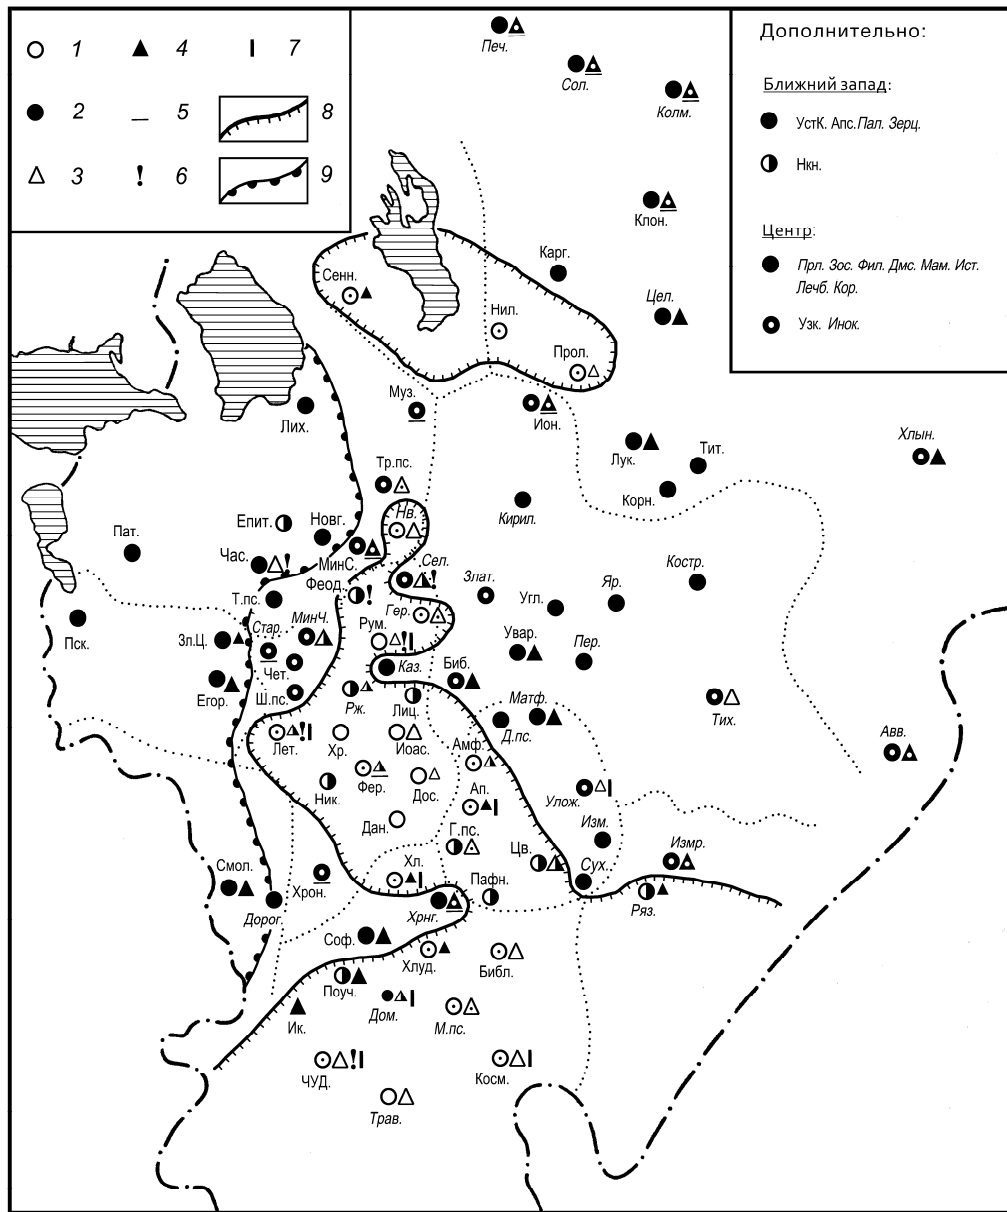 1 4 7
2 5 8
3 6 9
Дополнительно:
Ближний запад:
УстК. Апс. Пал. Зерц.
Нкн.
Центр:
Прл. Зос. Фил. Дмс. Мам. Ист.
Лечб. Кор.
Узк. Инок.
Печ.
Сол.
Колм.
Клон.
Карг.
Сенн.
Цел.
Нил.
Прол.
Муз.
Ион.
Лих.
Хлын.
Лук.
Тит.
Тр.пс.
Корн.
Кирил.
Нв.
Епит.
Новг.
Пат.
Час.
МинС.
Сел.
Феод.
Злат.
Костр.
Яр.
Т.пс.
Угл.
Гер.
МинЧ.
Рум.
Пск.
Зл.Ц.
Стар.
Увар.
Пер.
Каз.
Биб.
Чет.
Егор.
Ш.пс.
Рж.
Лиц.
Матф.
Тих.
Д.пс.
Авв.
Лет.
Хр.
Иоас.
Амф.
Ник.
Фер.
Дос.
Ап.
Улож.
Дан.
Изм.
Г.пс.
Цв.
Измр.
Смол.
Хл.
Сух.
Хрон.
Пафн.
Ряз.
Дорог.
Хрнг.
Соф.
Хлуд.
Библ.
Поуч.
Ик.
Дом.
М.пс.
ЧУД.
Косм.
Трав.